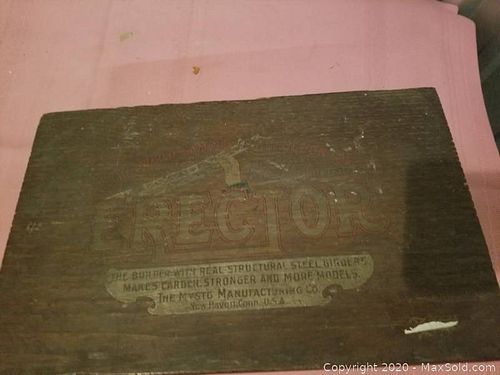 ERECTOR
THE BUILDER WITH REAL STRUCTURAL STEEL GIRDERS
MAKES LARGER, STRONGER AND MORE MODELS.
THE MYSTO MANUFACTURING CO.
NEW HAVEN, CONN. U.S.A.
Copyright 2020 - MaxSold.com